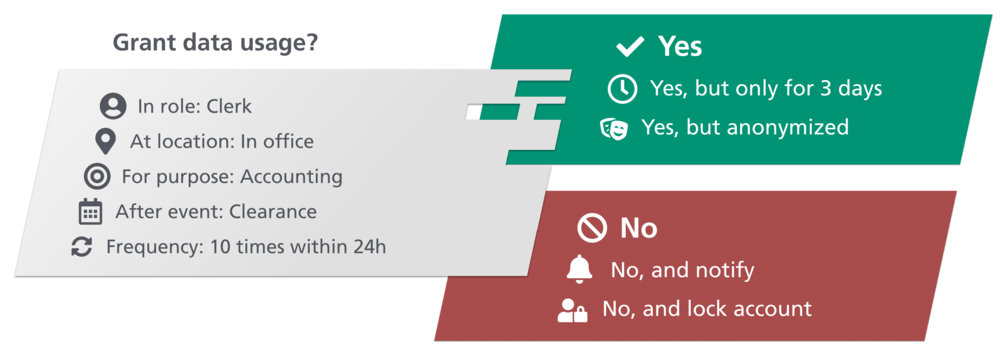 Grant data usage?
In role: Clerk
At location: In office
For purpose: Accounting
After event: Clearance
Frequency: 10 times within 24h
Yes
Yes, but only for 3 days
Yes, but anonymized
No
No, and notify
No, and lock account